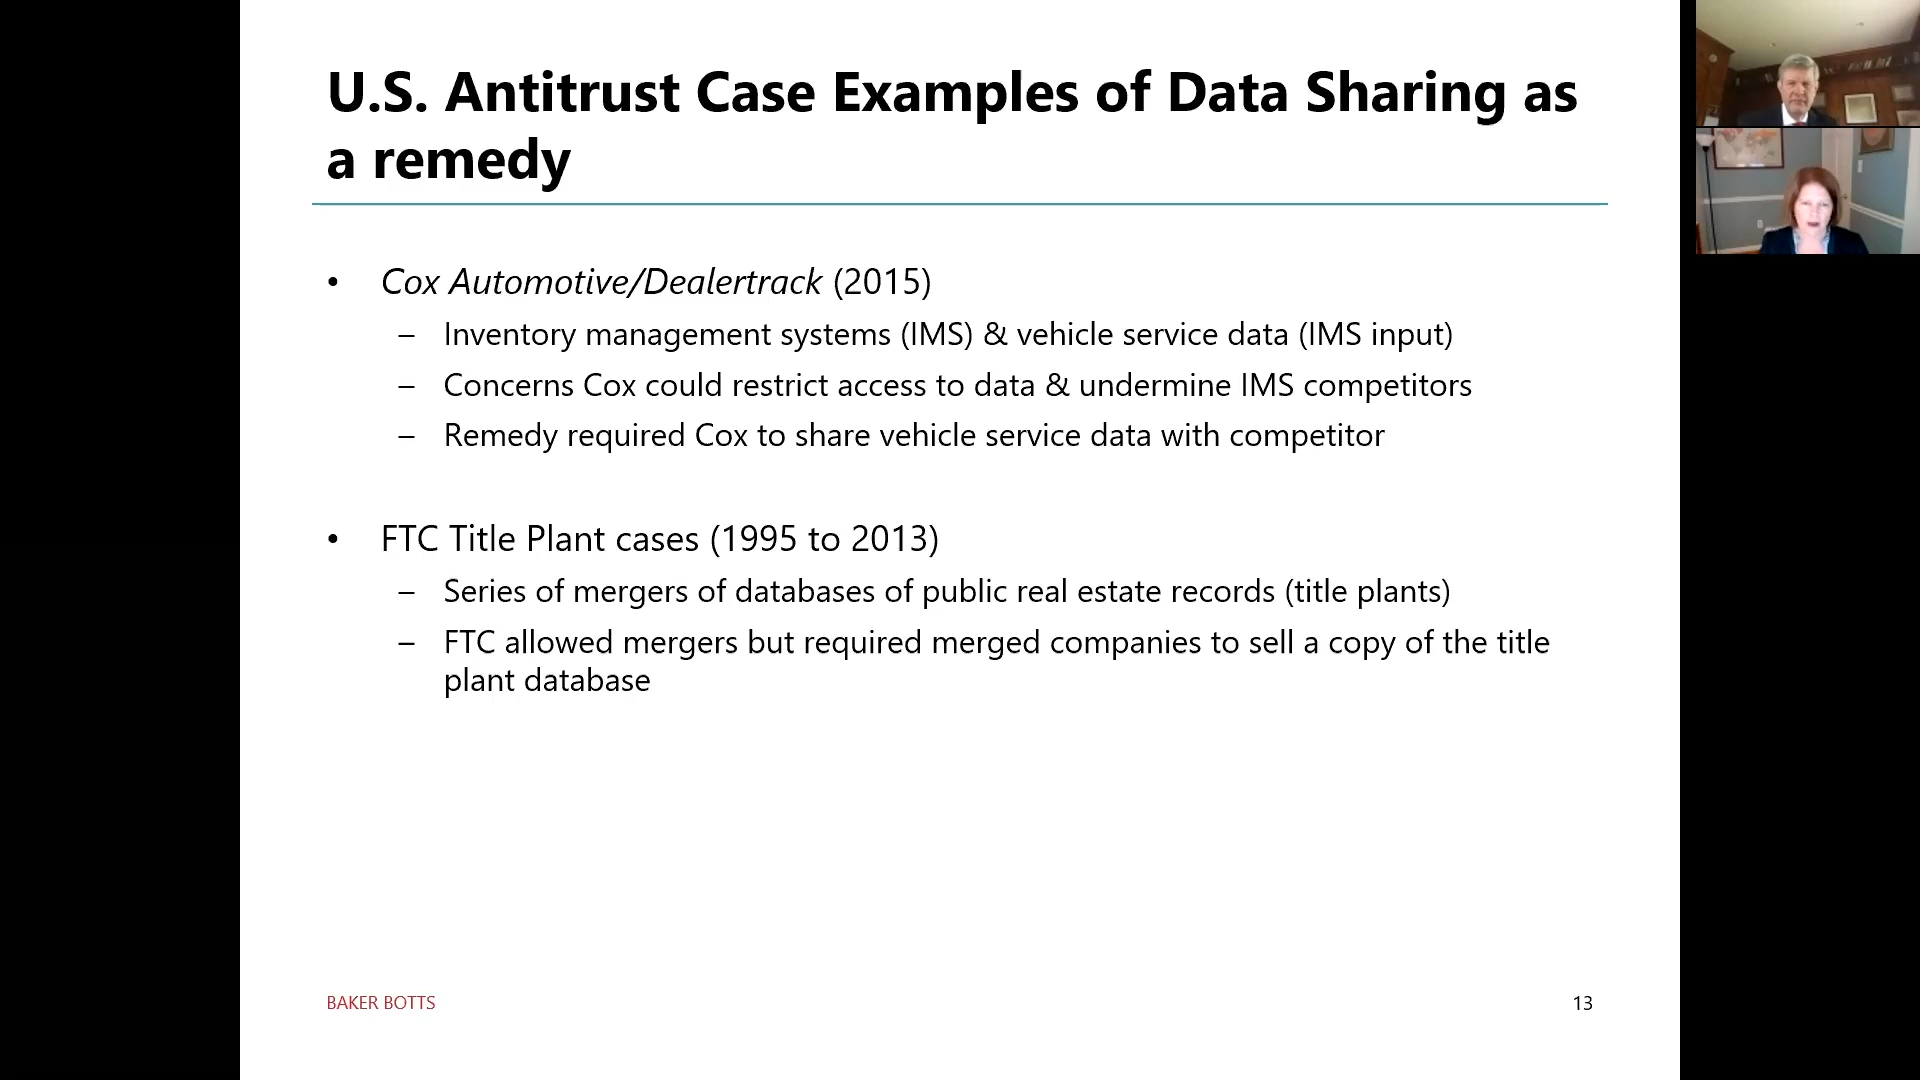 U.S. Antitrust Case Examples of Data Sharing as
a remedy
• Cox Automotive/Dealertrack (2015)
– Inventory management systems (IMS) & vehicle service data (IMS input)
– Concerns Cox could restrict access to data & undermine IMS competitors
– Remedy required Cox to share vehicle service data with competitor
• FTC Title Plant cases (1995 to 2013)
– Series of mergers of databases of public real estate records (title plants)
– FTC allowed mergers but required merged companies to sell a copy of the title
plant database
BAKER BOTTS
13